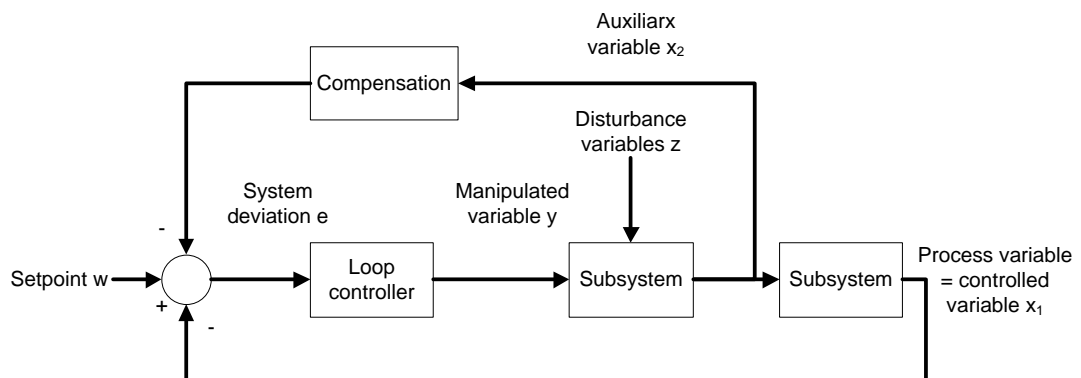 Auxiliarx
variable x₂
Compensation
Disturbance
variables z
System
deviation e
Manipulated
variable y
-
Setpoint w
+
-
Loop
controller
Subsystem
Subsystem
Process variable
= controlled
variable x₁